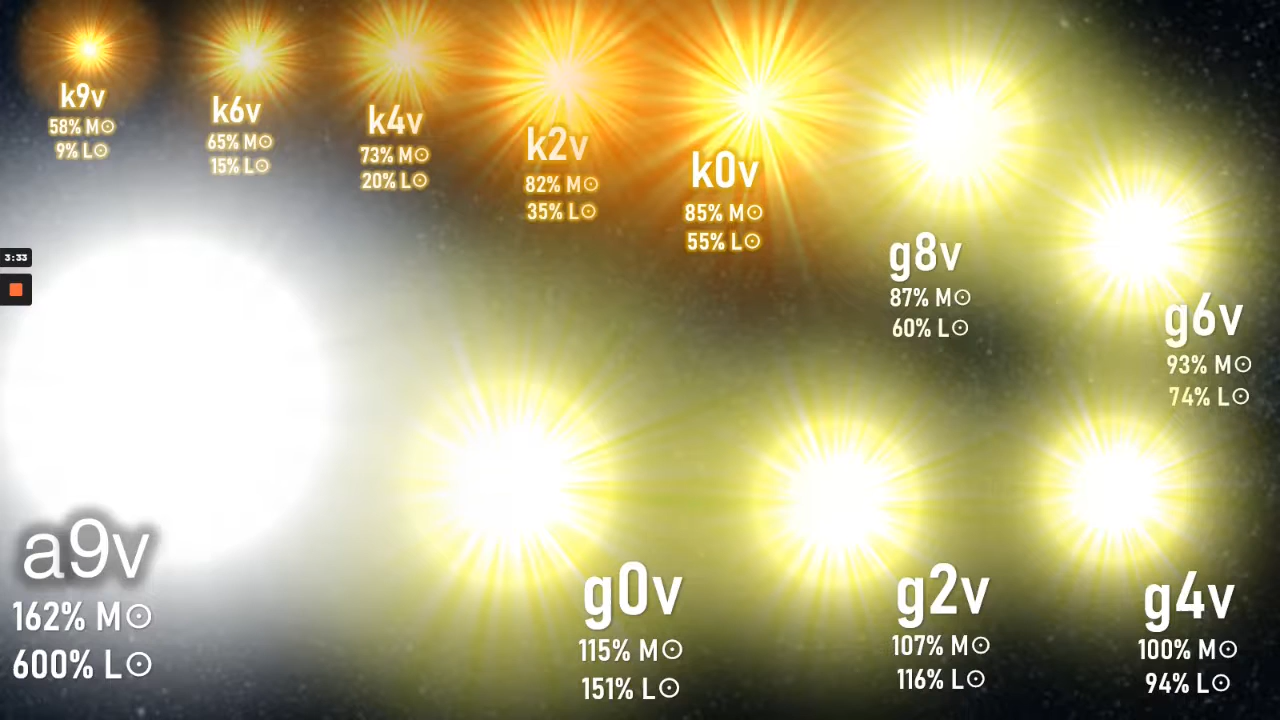 k9v
58% M☉
9% L☉
k6v
65% M☉
15% L☉
k4v
73% M☉
20% L☉
k2v
82% M☉
35% L☉
k0v
85% M☉
55% L☉
g8v
87% M☉
60% L☉
3:33
g6v
93% M☉
74% L☉
a9v
162% M☉
600% L☉
g0v
115% M☉
151% L☉
g2v
107% M☉
116% L☉
g4v
100% M☉
94% L☉